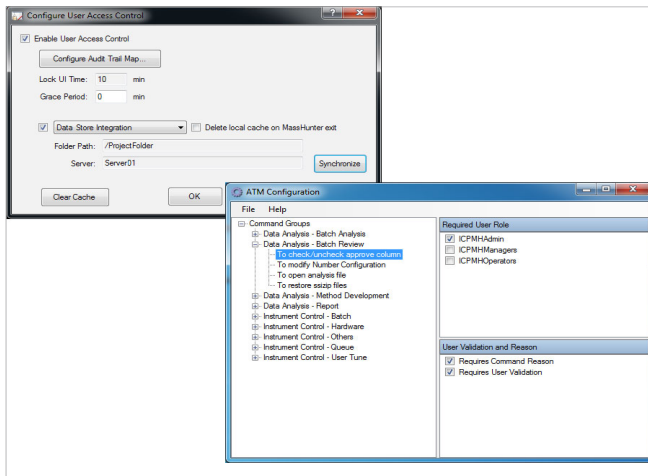 Configure User Access Control
Enable User Access Control
Configure Audit Trail Map...
Lock UI Time: 10 min
Grace Period: 0 min
Data Store Integration
Delete local cache on MassHunter exit
Folder Path: /ProjectFolder
Server: Server01
Synchronize
Clear Cache
OK
ATM Configuration
File Help
Command Groups
Data Analysis - Batch Analysis
Data Analysis - Batch Review
To check/uncheck approve column
To modify Number Configuration
To open analysis file
To restore sszip files
Data Analysis - Method Development
Data Analysis - Report
Instrument Control - Batch
Instrument Control - Hardware
Instrument Control - Others
Instrument Control - Queue
Instrument Control - User Tune
Required User Role
ICPMHAdmin
ICPMHManagers
ICPMHOperators
User Validation and Reason
Requires Command Reason
Requires User Validation